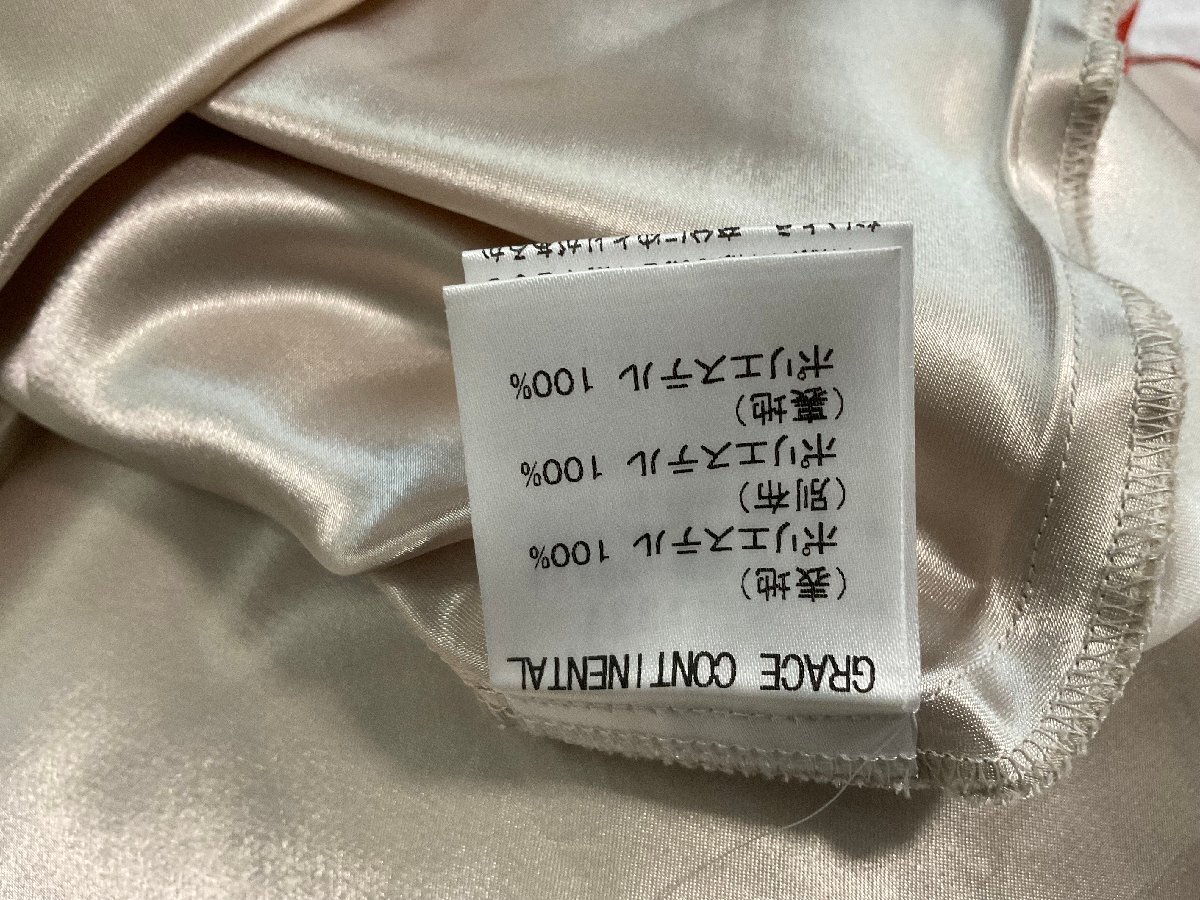 GRACE CONTINENTAL
(表地)
ポリエステル 100%
(別布)
ポリエステル 100%
(裏地)
ポリエステル 100%